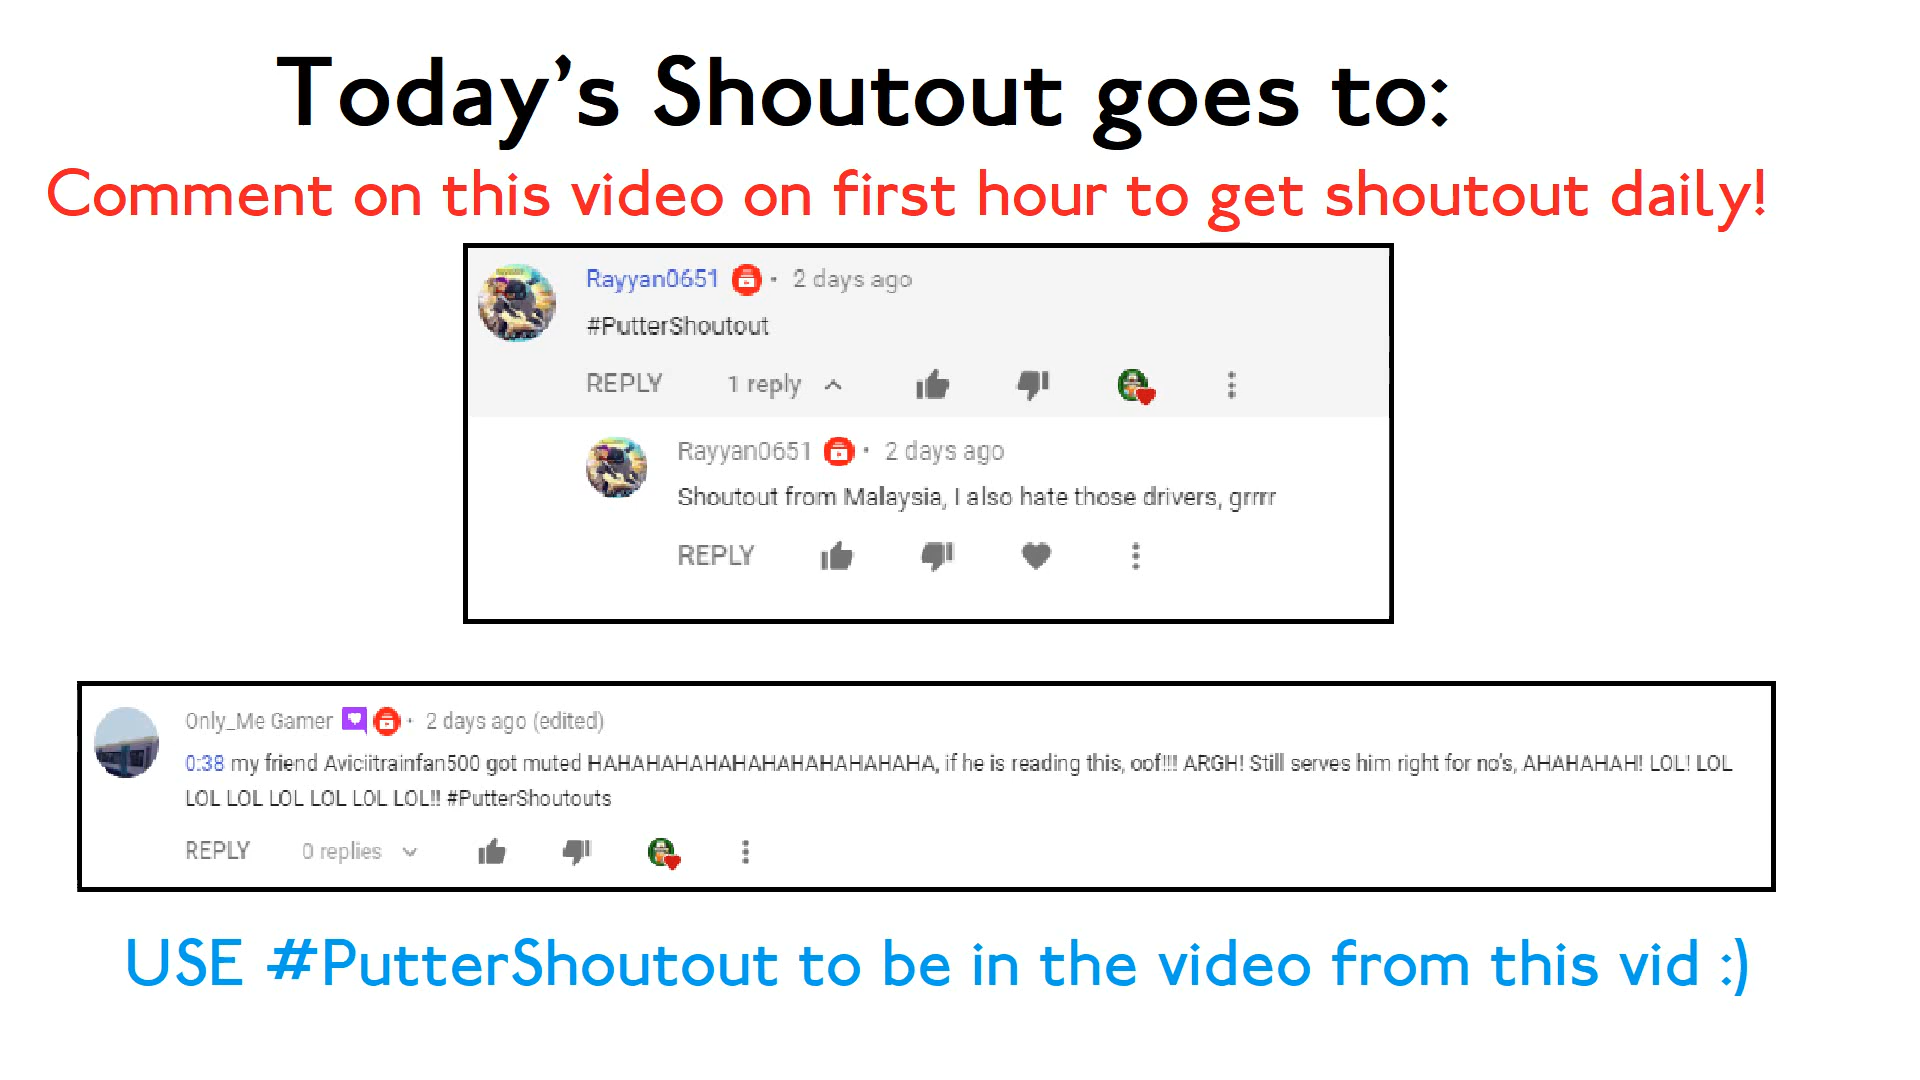 Today's Shoutout goes to:
Comment on this video on first hour to get shoutout daily!
Rayyan0651 • 2 days ago
#PutterShoutout
REPLY 1 reply
Rayyan0651 • 2 days ago
Shoutout from Malaysia, I also hate those drivers, grrrr
REPLY
Only_Me Gamer • 2 days ago (edited)
0:38 my friend Aviciitrainfan500 got muted HAHAHAHAHAHAHAHAHAHAHAHA, if he is reading this, oof!!! ARGH! Still serves him right for no's, AHAHAHAH! LOL! LOL
LOL LOL LOL LOL LOL LOL!! #PutterShoutouts
REPLY 0 replies
USE #PutterShoutout to be in the video from this vid :)